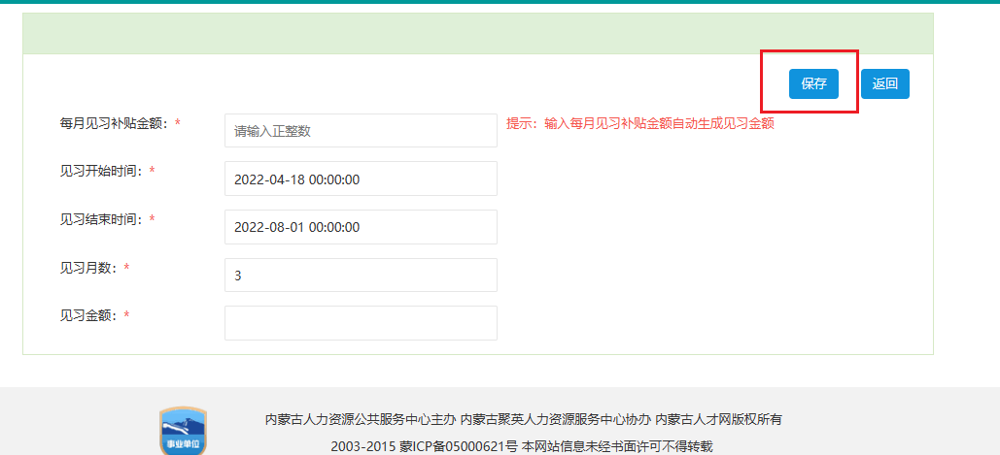 保存 返回
每月见习补贴金额：* 请输入正整数 提示：输入每月见习补贴金额自动生成见习金额
见习开始时间：* 2022-04-18 00:00:00
见习结束时间：* 2022-08-01 00:00:00
见习月数：* 3
见习金额：*
内蒙古人力资源公共服务中心主办 内蒙古聚英人力资源服务中心协办 内蒙古人才网版权所有
事业单位
2003-2015 蒙ICP备05000621号 本网站信息未经书面许可不得转载